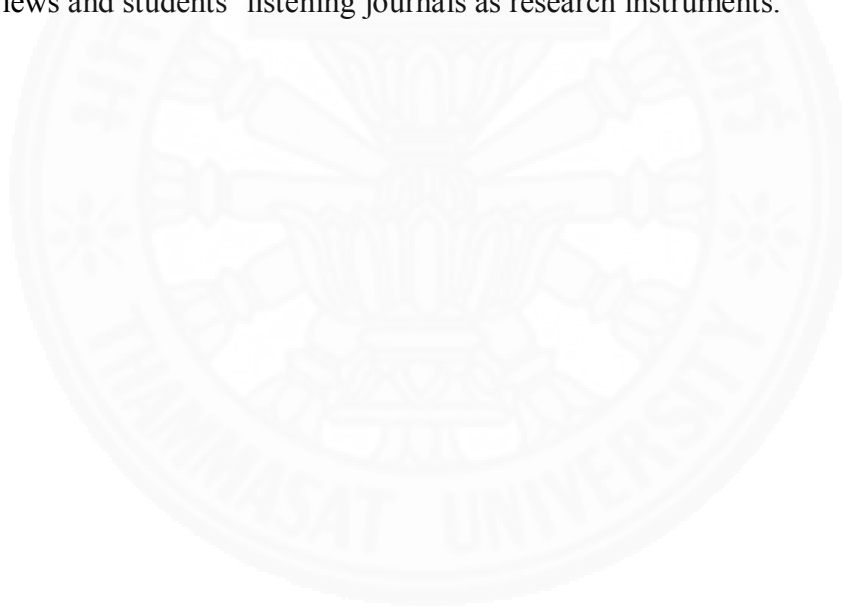 iews and students' listening journals as research instruments.
THAMMASAT UNIVERSITY